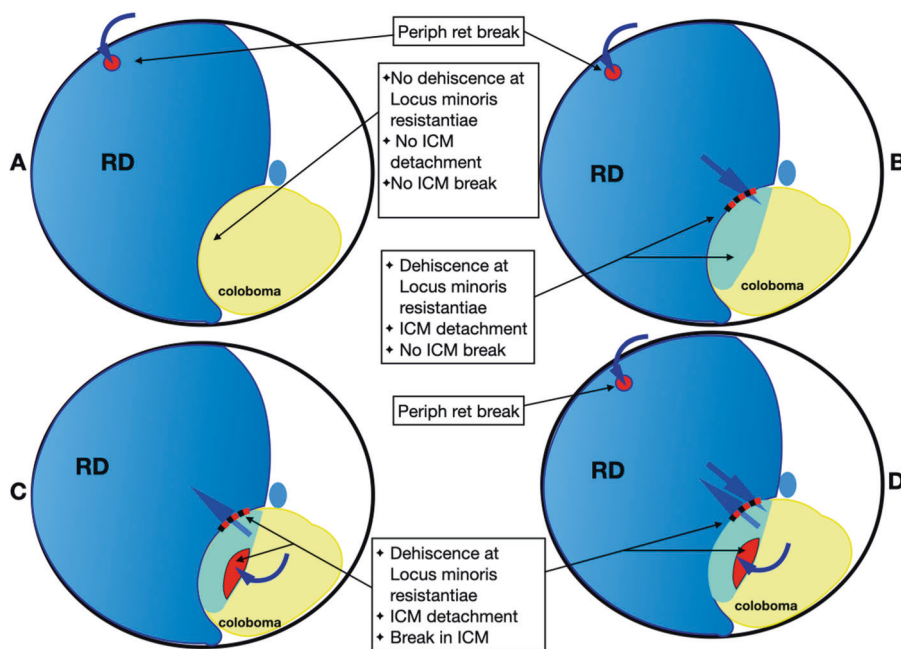 Periph ret break
✦No dehiscence at
Locus minoris
resistantiae
✦ No ICM
detachment
✦No ICM break
A
RD
coloboma
B
RD
coloboma
✦ Dehiscence at
Locus minoris
resistantiae
✦ ICM detachment
✦ No ICM break
Periph ret break
C
RD
coloboma
D
RD
coloboma
✦ Dehiscence at
Locus minoris
resistantiae
✦ ICM detachment
✦ Break in ICM